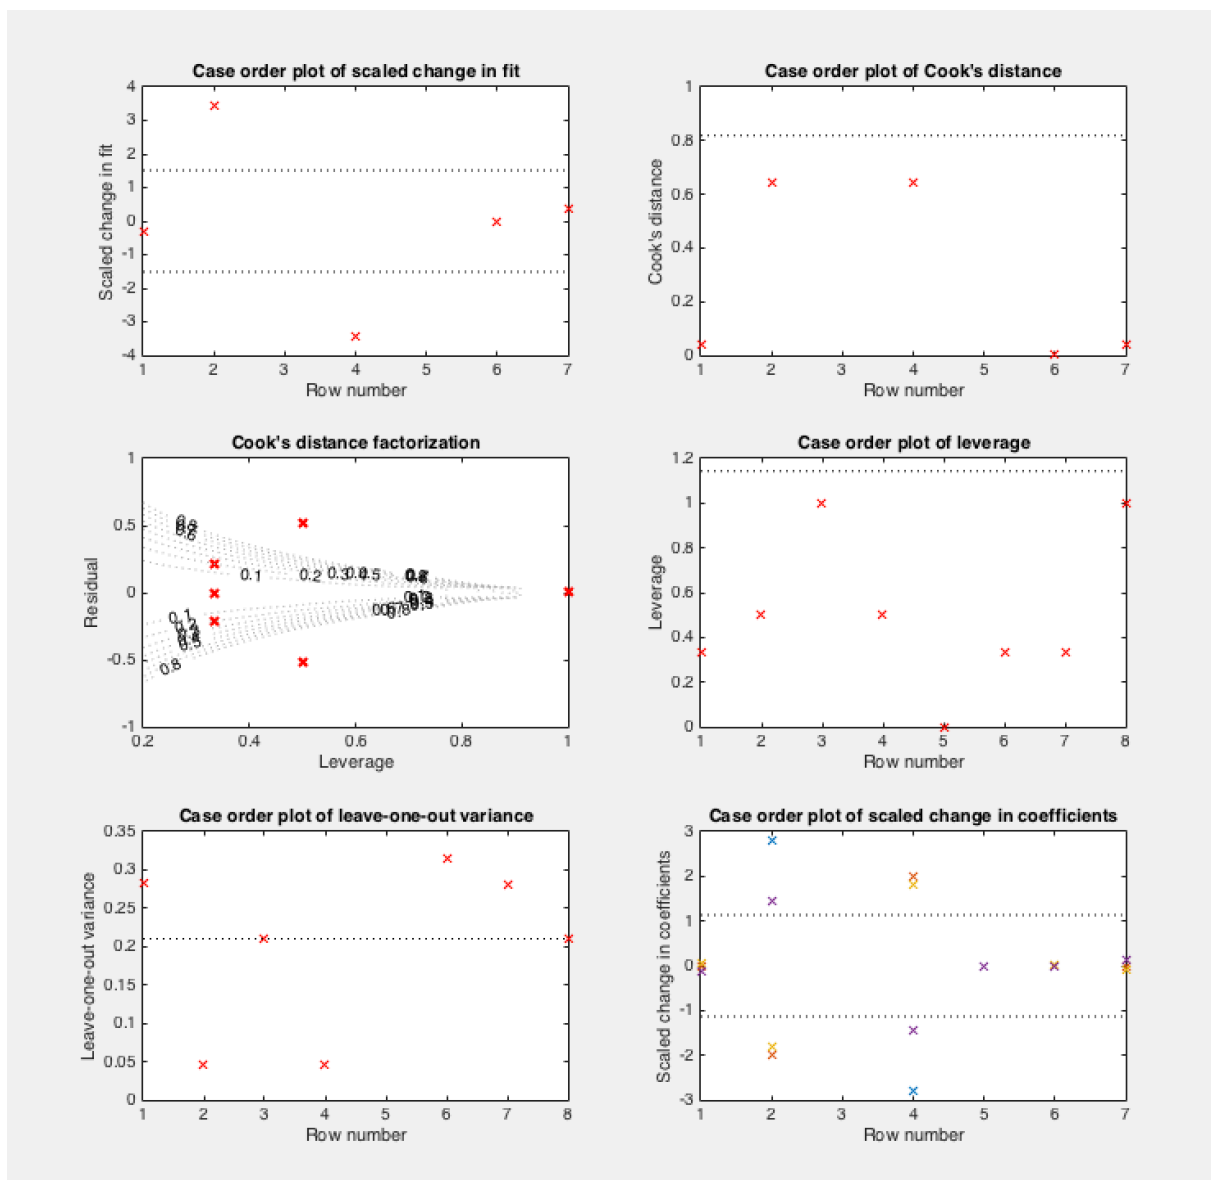 Case order plot of scaled change in fit
Scaled change in fit
4
3
2
1
0
-1
-2
-3
-4
1 2 3 4 5 6 7
Row number
Case order plot of Cook's distance
Cook's distance
1
0.8
0.6
0.4
0.2
0
1 2 3 4 5 6 7
Row number
Cook's distance factorization
Residual
1
0.5
0
-0.5
-1
0.1 0.2 0.3
0.1
0.8
0.2 0.4 0.6 0.8 1
Leverage
Case order plot of leverage
Leverage
1.2
1
0.8
0.6
0.4
0.2
0
1 2 3 4 5 6 7 8
Row number
Case order plot of leave-one-out variance
Leave-one-out variance
0.35
0.3
0.25
0.2
0.15
0.1
0.05
0
1 2 3 4 5 6 7 8
Row number
Case order plot of scaled change in coefficients
Scaled change in coefficients
3
2
1
0
-1
-2
-3
1 2 3 4 5 6 7
Row number